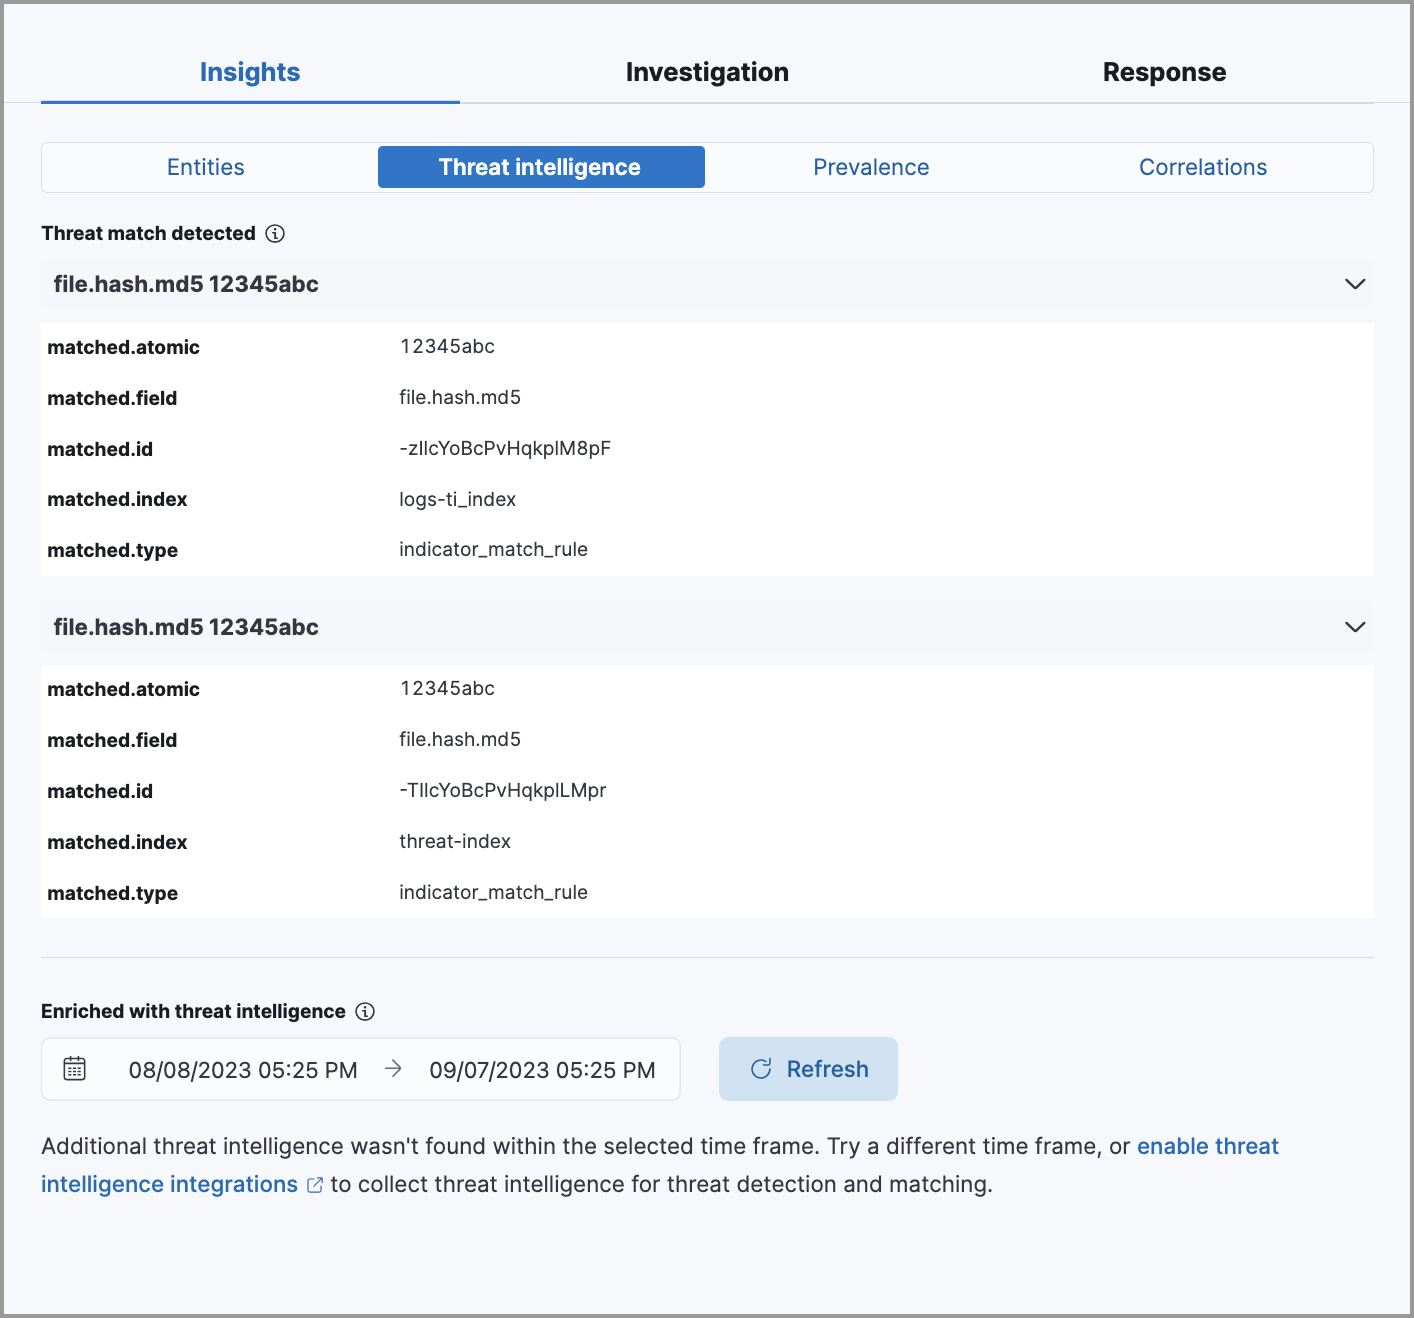 Insights Investigation Response
Entities Threat intelligence Prevalence Correlations
Threat match detected
file.hash.md5 12345abc
matched.atomic 12345abc
matched.field file.hash.md5
matched.id -zIlcYoBcPvHqkplM8pF
matched.index logs-ti_index
matched.type indicator_match_rule
file.hash.md5 12345abc
matched.atomic 12345abc
matched.field file.hash.md5
matched.id -TIlcYoBcPvHqkplLMpr
matched.index threat-index
matched.type indicator_match_rule
Enriched with threat intelligence
08/08/2023 05:25 PM → 09/07/2023 05:25 PM Refresh
Additional threat intelligence wasn't found within the selected time frame. Try a different time frame, or enable threat
intelligence integrations to collect threat intelligence for threat detection and matching.